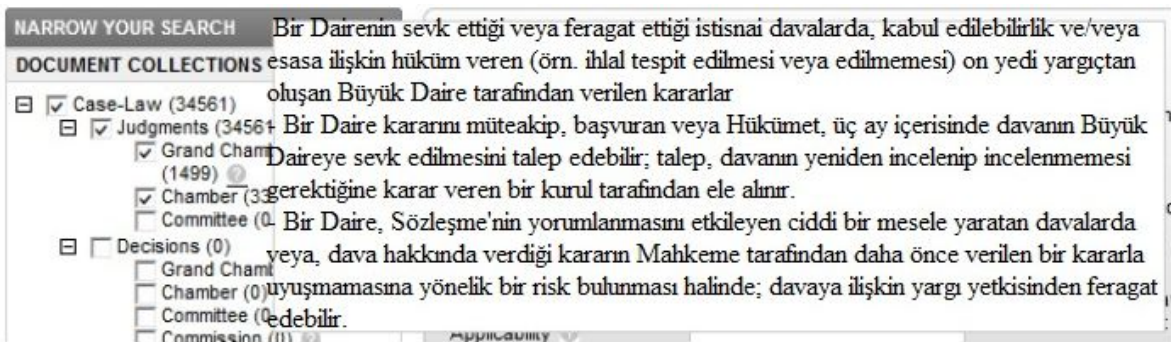 NARROW YOUR SEARCH
DOCUMENT COLLECTIONS
Case-Law (34561)
Judgments (34561
Grand Cham
(1499)
Chamber (33
Committee (0
Decisions (0)
Grand Chamb
Chamber (0)
Committee (0
Commission (0)
Bir Dairenin sevk ettiği veya feragat ettiği istisnai davalarda, kabul edilebilirlik ve/veya
esasa ilişkin hüküm veren (örn. ihlal tespit edilmesi veya edilmemesi) on yedi yargıçtan
oluşan Büyük Daire tarafından verilen kararlar
- Bir Daire kararını müteakip, başvuran veya Hükümet, üç ay içerisinde davanın Büyük
Daireye sevk edilmesini talep edebilir; talep, davanın yeniden incelenip incelenmemesi
gerektiğine karar veren bir kurul tarafından ele alınır.
- Bir Daire, Sözleşme'nin yorumlanmasını etkileyen ciddi bir mesele yaratan davalarda
veya, dava hakkında verdiği kararın Mahkeme tarafından daha önce verilen bir kararla
uyuşmamasına yönelik bir risk bulunması halinde; davaya ilişkin yargı yetkisinden feragat
edebilir.
Applicability